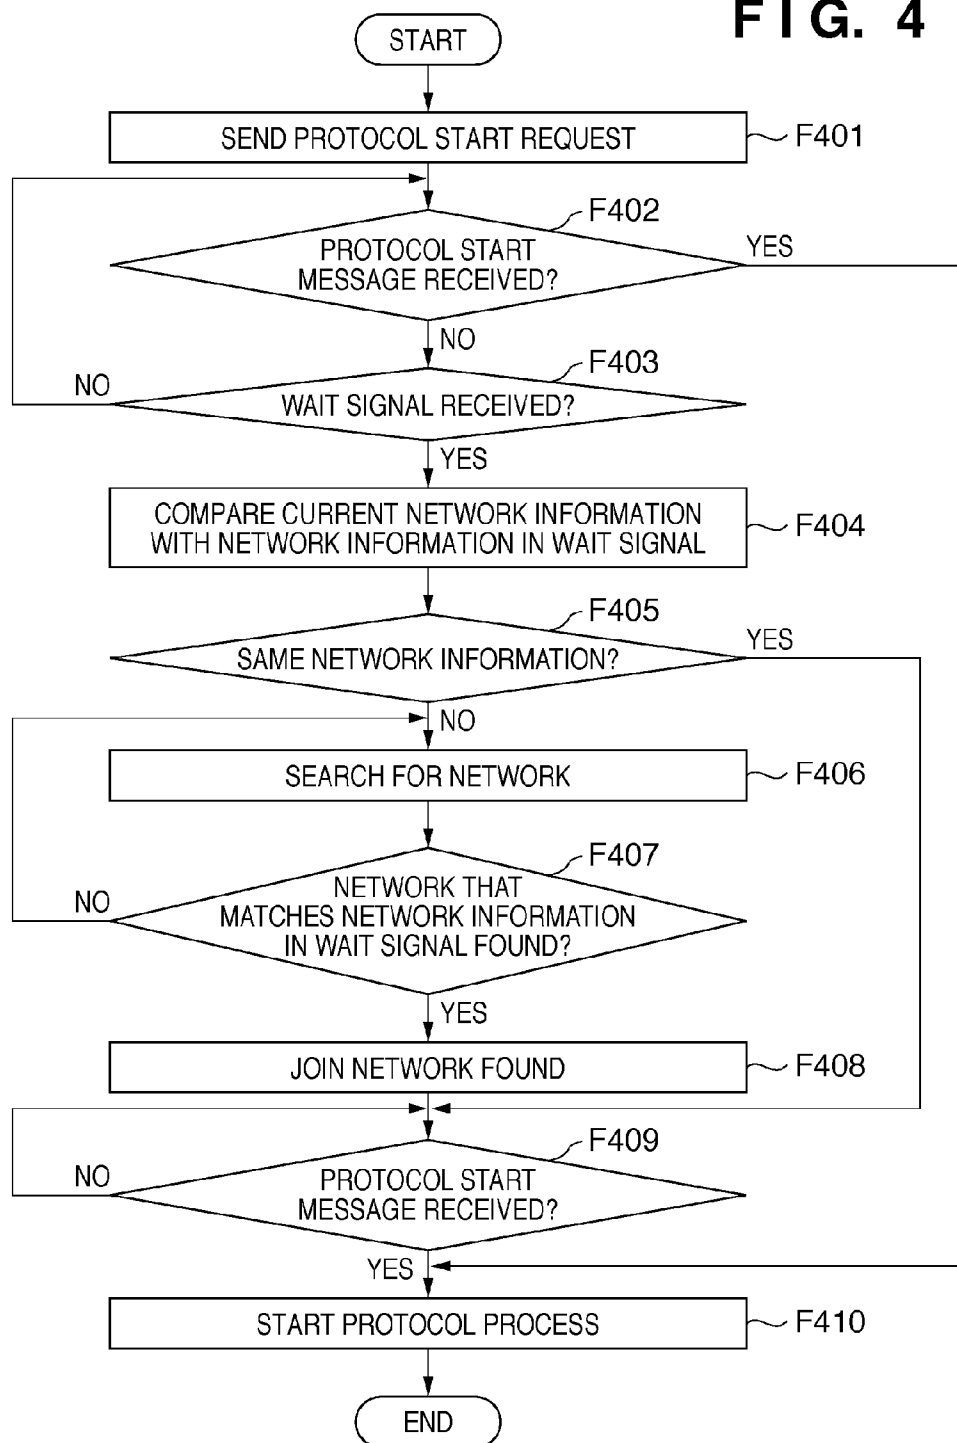 FIG. 4
START
SEND PROTOCOL START REQUEST
F401
F402
PROTOCOL START
MESSAGE RECEIVED?
YES
NO
F403
NO
WAIT SIGNAL RECEIVED?
YES
COMPARE CURRENT NETWORK INFORMATION
WITH NETWORK INFORMATION IN WAIT SIGNAL
F404
F405
YES
SAME NETWORK INFORMATION?
NO
SEARCH FOR NETWORK
F406
F407
NO
NETWORK THAT
MATCHES NETWORK INFORMATION
IN WAIT SIGNAL FOUND?
YES
JOIN NETWORK FOUND
F408
F409
NO
PROTOCOL START
MESSAGE RECEIVED?
YES
START PROTOCOL PROCESS
F410
END